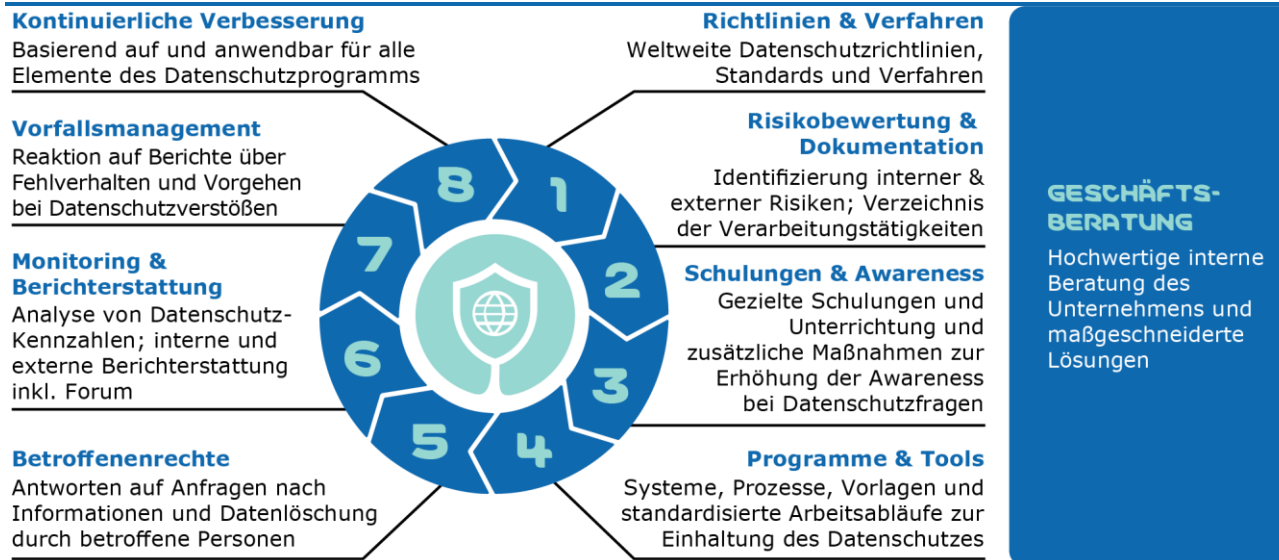 Kontinuierliche Verbesserung
Basierend auf und anwendbar für alle
Elemente des Datenschutzprogramms
Vorfallsmanagement
Reaktion auf Berichte über
Fehlverhalten und Vorgehen
bei Datenschutzverstößen
Monitoring &
Berichterstattung
Analyse von Datenschutz-
Kennzahlen; interne und
externe Berichterstattung
inkl. Forum
Betroffenenrechte
Antworten auf Anfragen nach
Informationen und Datenlöschung
durch betroffene Personen
8
1
7
2
6
3
5
4
Richtlinien & Verfahren
Weltweite Datenschutzrichtlinien,
Standards und Verfahren
Risikobewertung &
Dokumentation
Identifizierung interner &
externer Risiken; Verzeichnis
der Verarbeitungstätigkeiten
Schulungen & Awareness
Gezielte Schulungen und
Unterrichtung und
zusätzliche Maßnahmen zur
Erhöhung der Awareness
bei Datenschutzfragen
Programme & Tools
Systeme, Prozesse, Vorlagen und
standardisierte Arbeitsabläufe zur
Einhaltung des Datenschutzes
GESCHÄFTS-
BERATUNG
Hochwertige interne
Beratung des
Unternehmens und
maßgeschneiderte
Lösungen